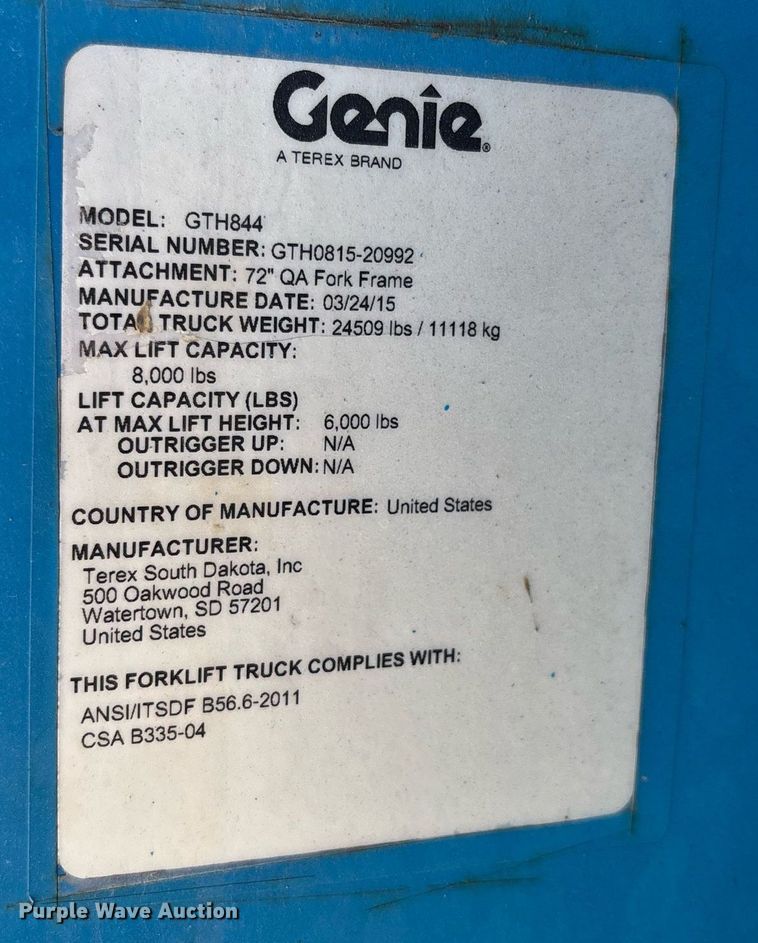 Genie®
A TEREX BRAND
MODEL: GTH844
SERIAL NUMBER: GTH0815-20992
ATTACHMENT: 72" QA Fork Frame
MANUFACTURE DATE: 03/24/15
TOTAL TRUCK WEIGHT: 24509 lbs / 11118 kg
MAX LIFT CAPACITY:
8,000 lbs
LIFT CAPACITY (LBS)
AT MAX LIFT HEIGHT: 6,000 lbs
OUTRIGGER UP: N/A
OUTRIGGER DOWN: N/A
COUNTRY OF MANUFACTURE: United States
MANUFACTURER:
Terex South Dakota, Inc
500 Oakwood Road
Watertown, SD 57201
United States
THIS FORKLIFT TRUCK COMPLIES WITH:
ANSI/ITSDF B56.6-2011
CSA B335-04
Purple Wave Auction